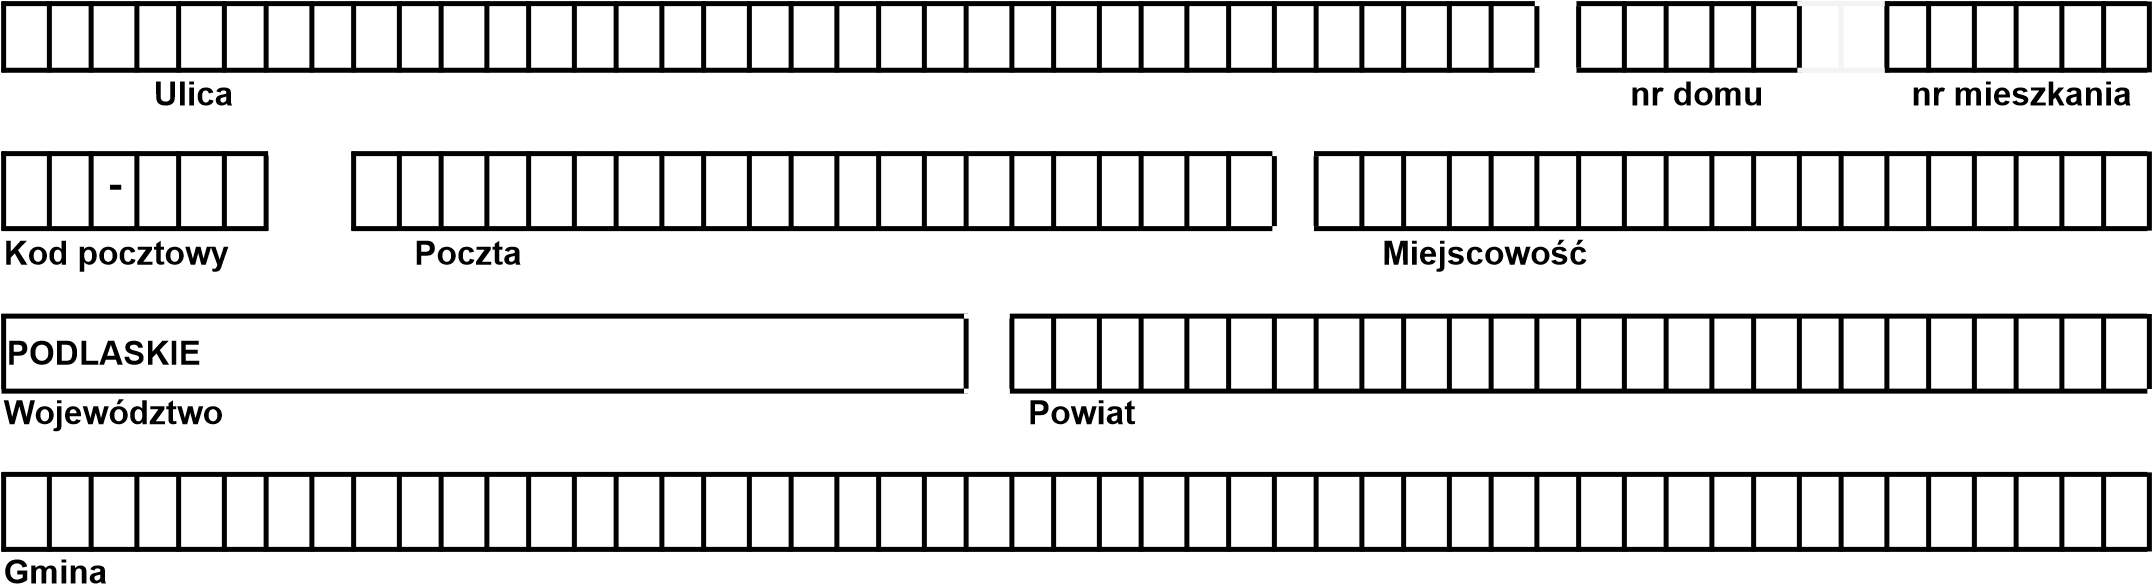 Ulica nr domu nr mieszkania
-
Kod pocztowy Poczta Miejscowość
PODLASKIE
Województwo Powiat
Gmina